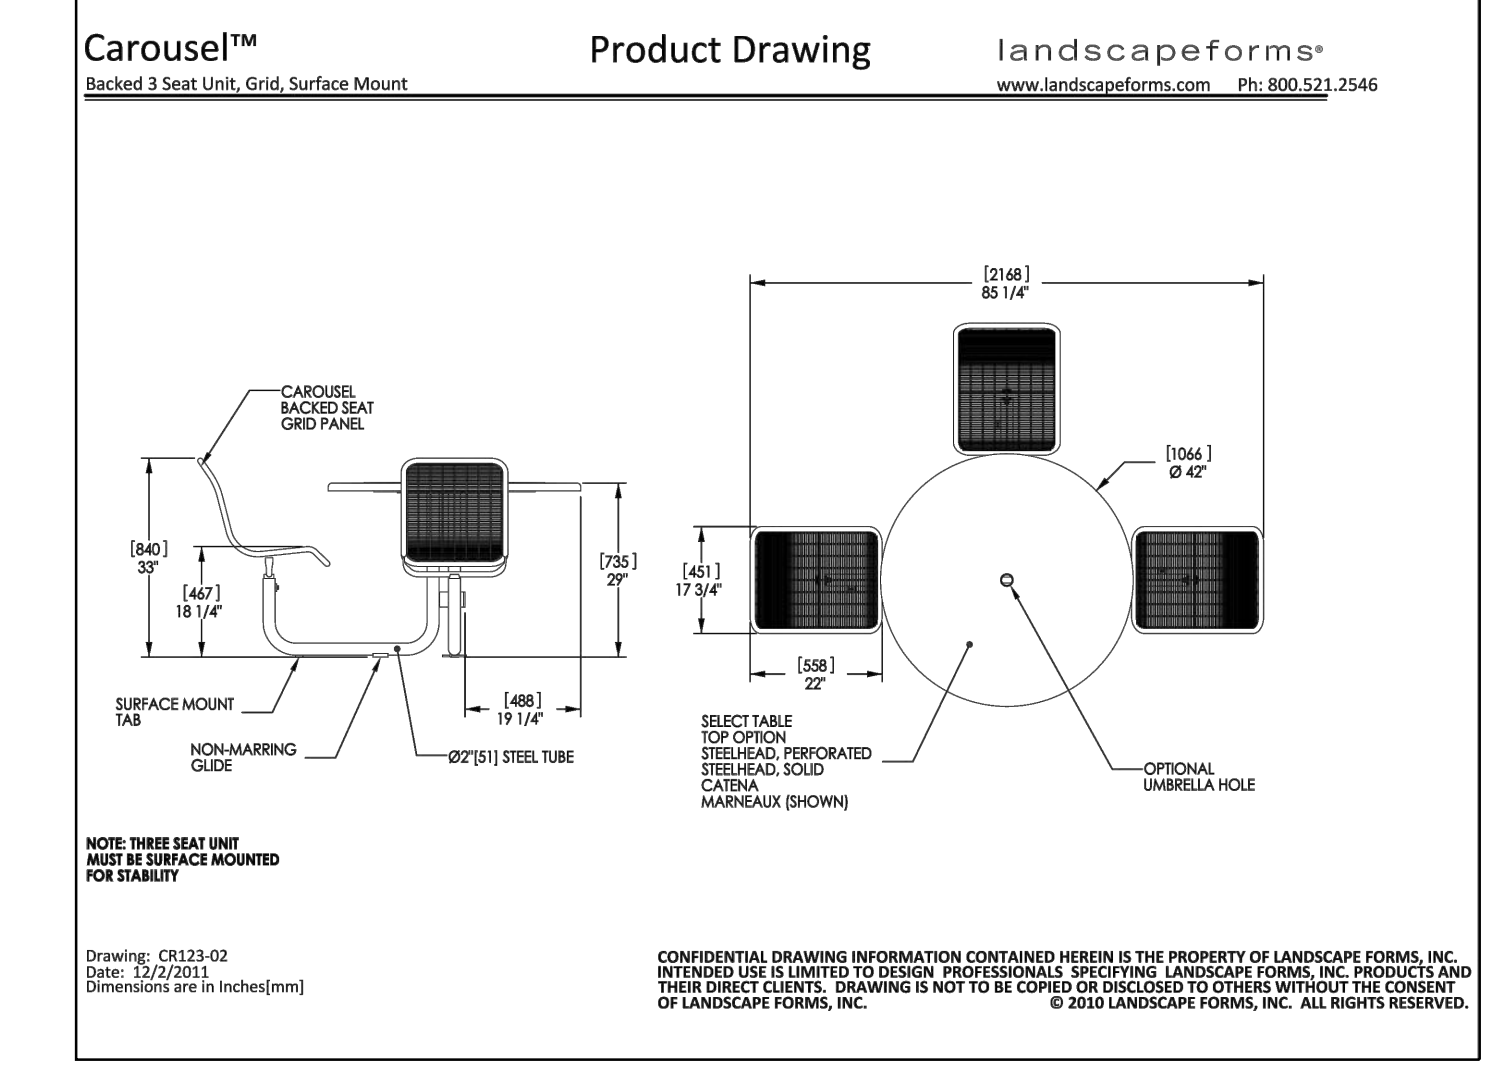 Carousel™
Product Drawing
landscapeforms®
Backed 3 Seat Unit, Grid, Surface Mount
www.landscapeforms.com Ph: 800.521.2546
[2168]
85 1/4"
CAROUSEL
BACKED SEAT
GRID PANEL
[1066]
Ø 42"
[840]
33"
[467]
18 1/4"
[735]
29"
[451]
17 3/4"
[558]
22"
[488]
19 1/4"
SURFACE MOUNT
TAB
NON-MARRING
GLIDE
Ø2"[51] STEEL TUBE
SELECT TABLE
TOP OPTION
STEELHEAD, PERFORATED
STEELHEAD, SOLID
CATENA
MARNEAUX (SHOWN)
OPTIONAL
UMBRELLA HOLE
NOTE: THREE SEAT UNIT
MUST BE SURFACE MOUNTED
FOR STABILITY
Drawing: CR123-02
Date: 12/2/2011
Dimensions are in Inches[mm]
CONFIDENTIAL DRAWING INFORMATION CONTAINED HEREIN IS THE PROPERTY OF LANDSCAPE FORMS, INC.
INTENDED USE IS LIMITED TO DESIGN PROFESSIONALS SPECIFYING LANDSCAPE FORMS, INC. PRODUCTS AND
THEIR DIRECT CLIENTS. DRAWING IS NOT TO BE COPIED OR DISCLOSED TO OTHERS WITHOUT THE CONSENT
OF LANDSCAPE FORMS, INC. © 2010 LANDSCAPE FORMS, INC. ALL RIGHTS RESERVED.